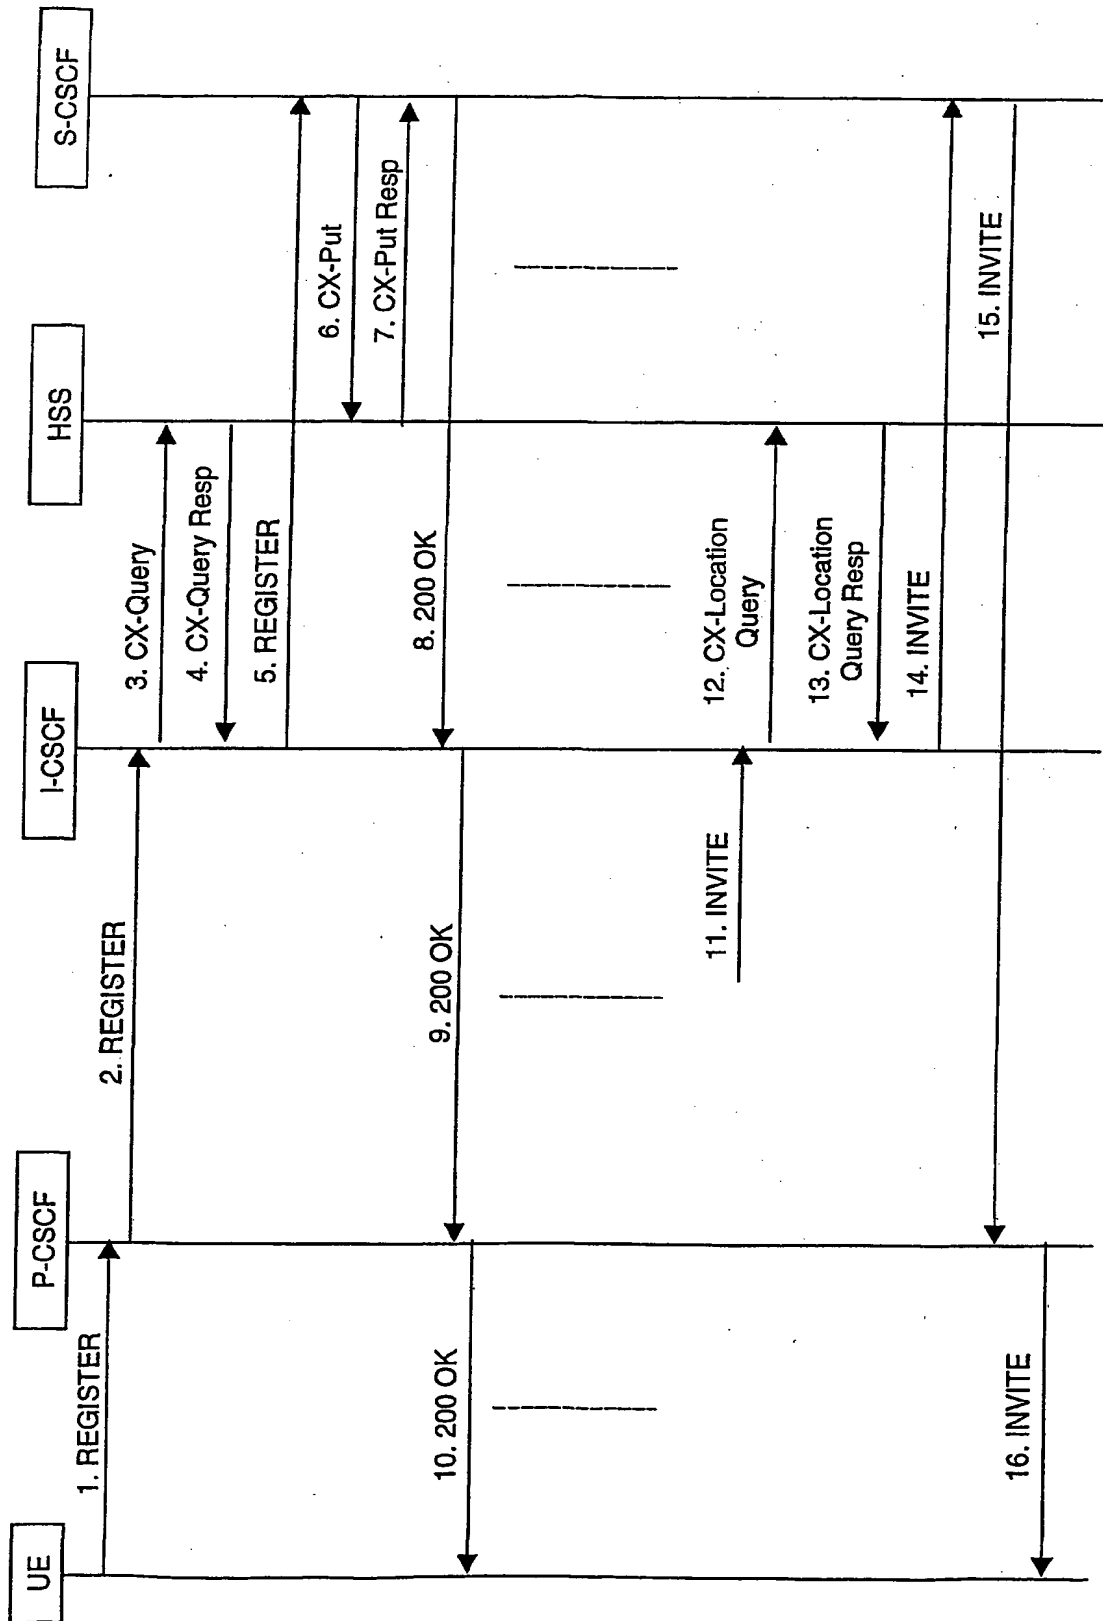 UE
P-CSCF
I-CSCF
HSS
S-CSCF
1. REGISTER
2. REGISTER
3. CX-Query
4. CX-Query Resp
5. REGISTER
6. CX-Put
7. CX-Put Resp
8. 200 OK
9. 200 OK
10. 200 OK
11. INVITE
12. CX-Location
Query
13. CX-Location
Query Resp
14. INVITE
15. INVITE
16. INVITE